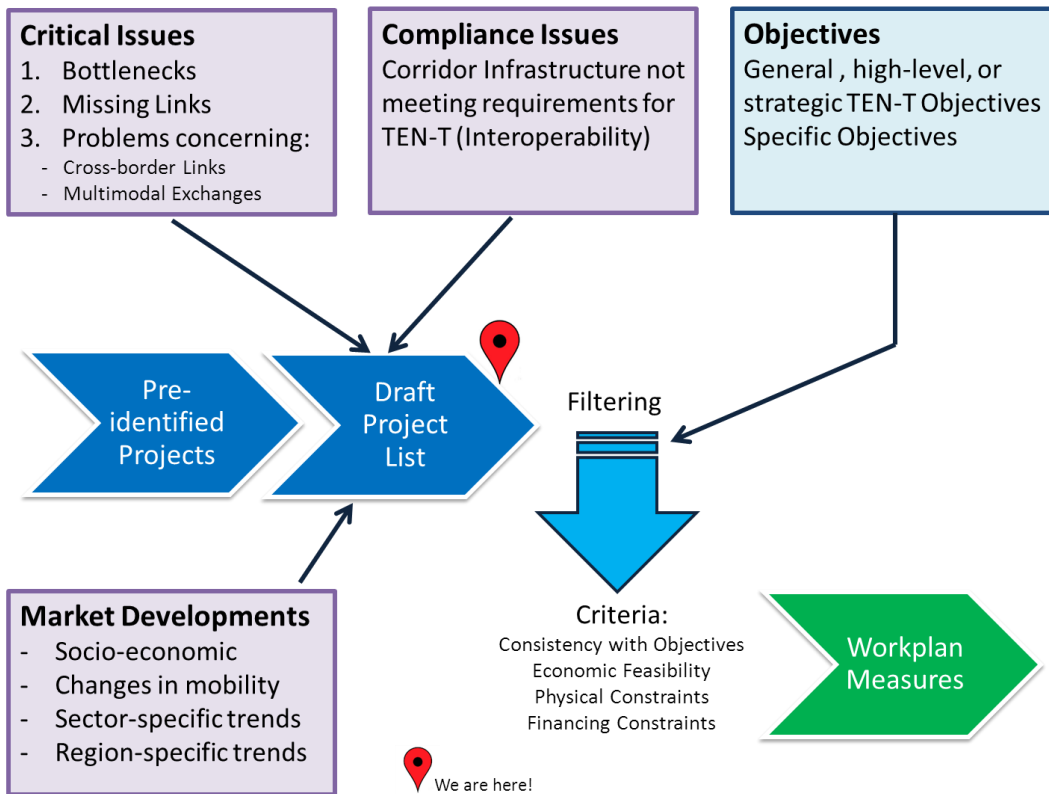 Critical Issues
1. Bottlenecks
2. Missing Links
3. Problems concerning:
- Cross-border Links
- Multimodal Exchanges
Compliance Issues
Corridor Infrastructure not
meeting requirements for
TEN-T (Interoperability)
Objectives
General , high-level, or
strategic TEN-T Objectives
Specific Objectives
Pre-
identified
Projects
Draft
Project
List
Filtering
Market Developments
- Socio-economic
- Changes in mobility
- Sector-specific trends
- Region-specific trends
Criteria:
Consistency with Objectives
Economic Feasibility
Physical Constraints
Financing Constraints
Workplan
Measures
We are here!